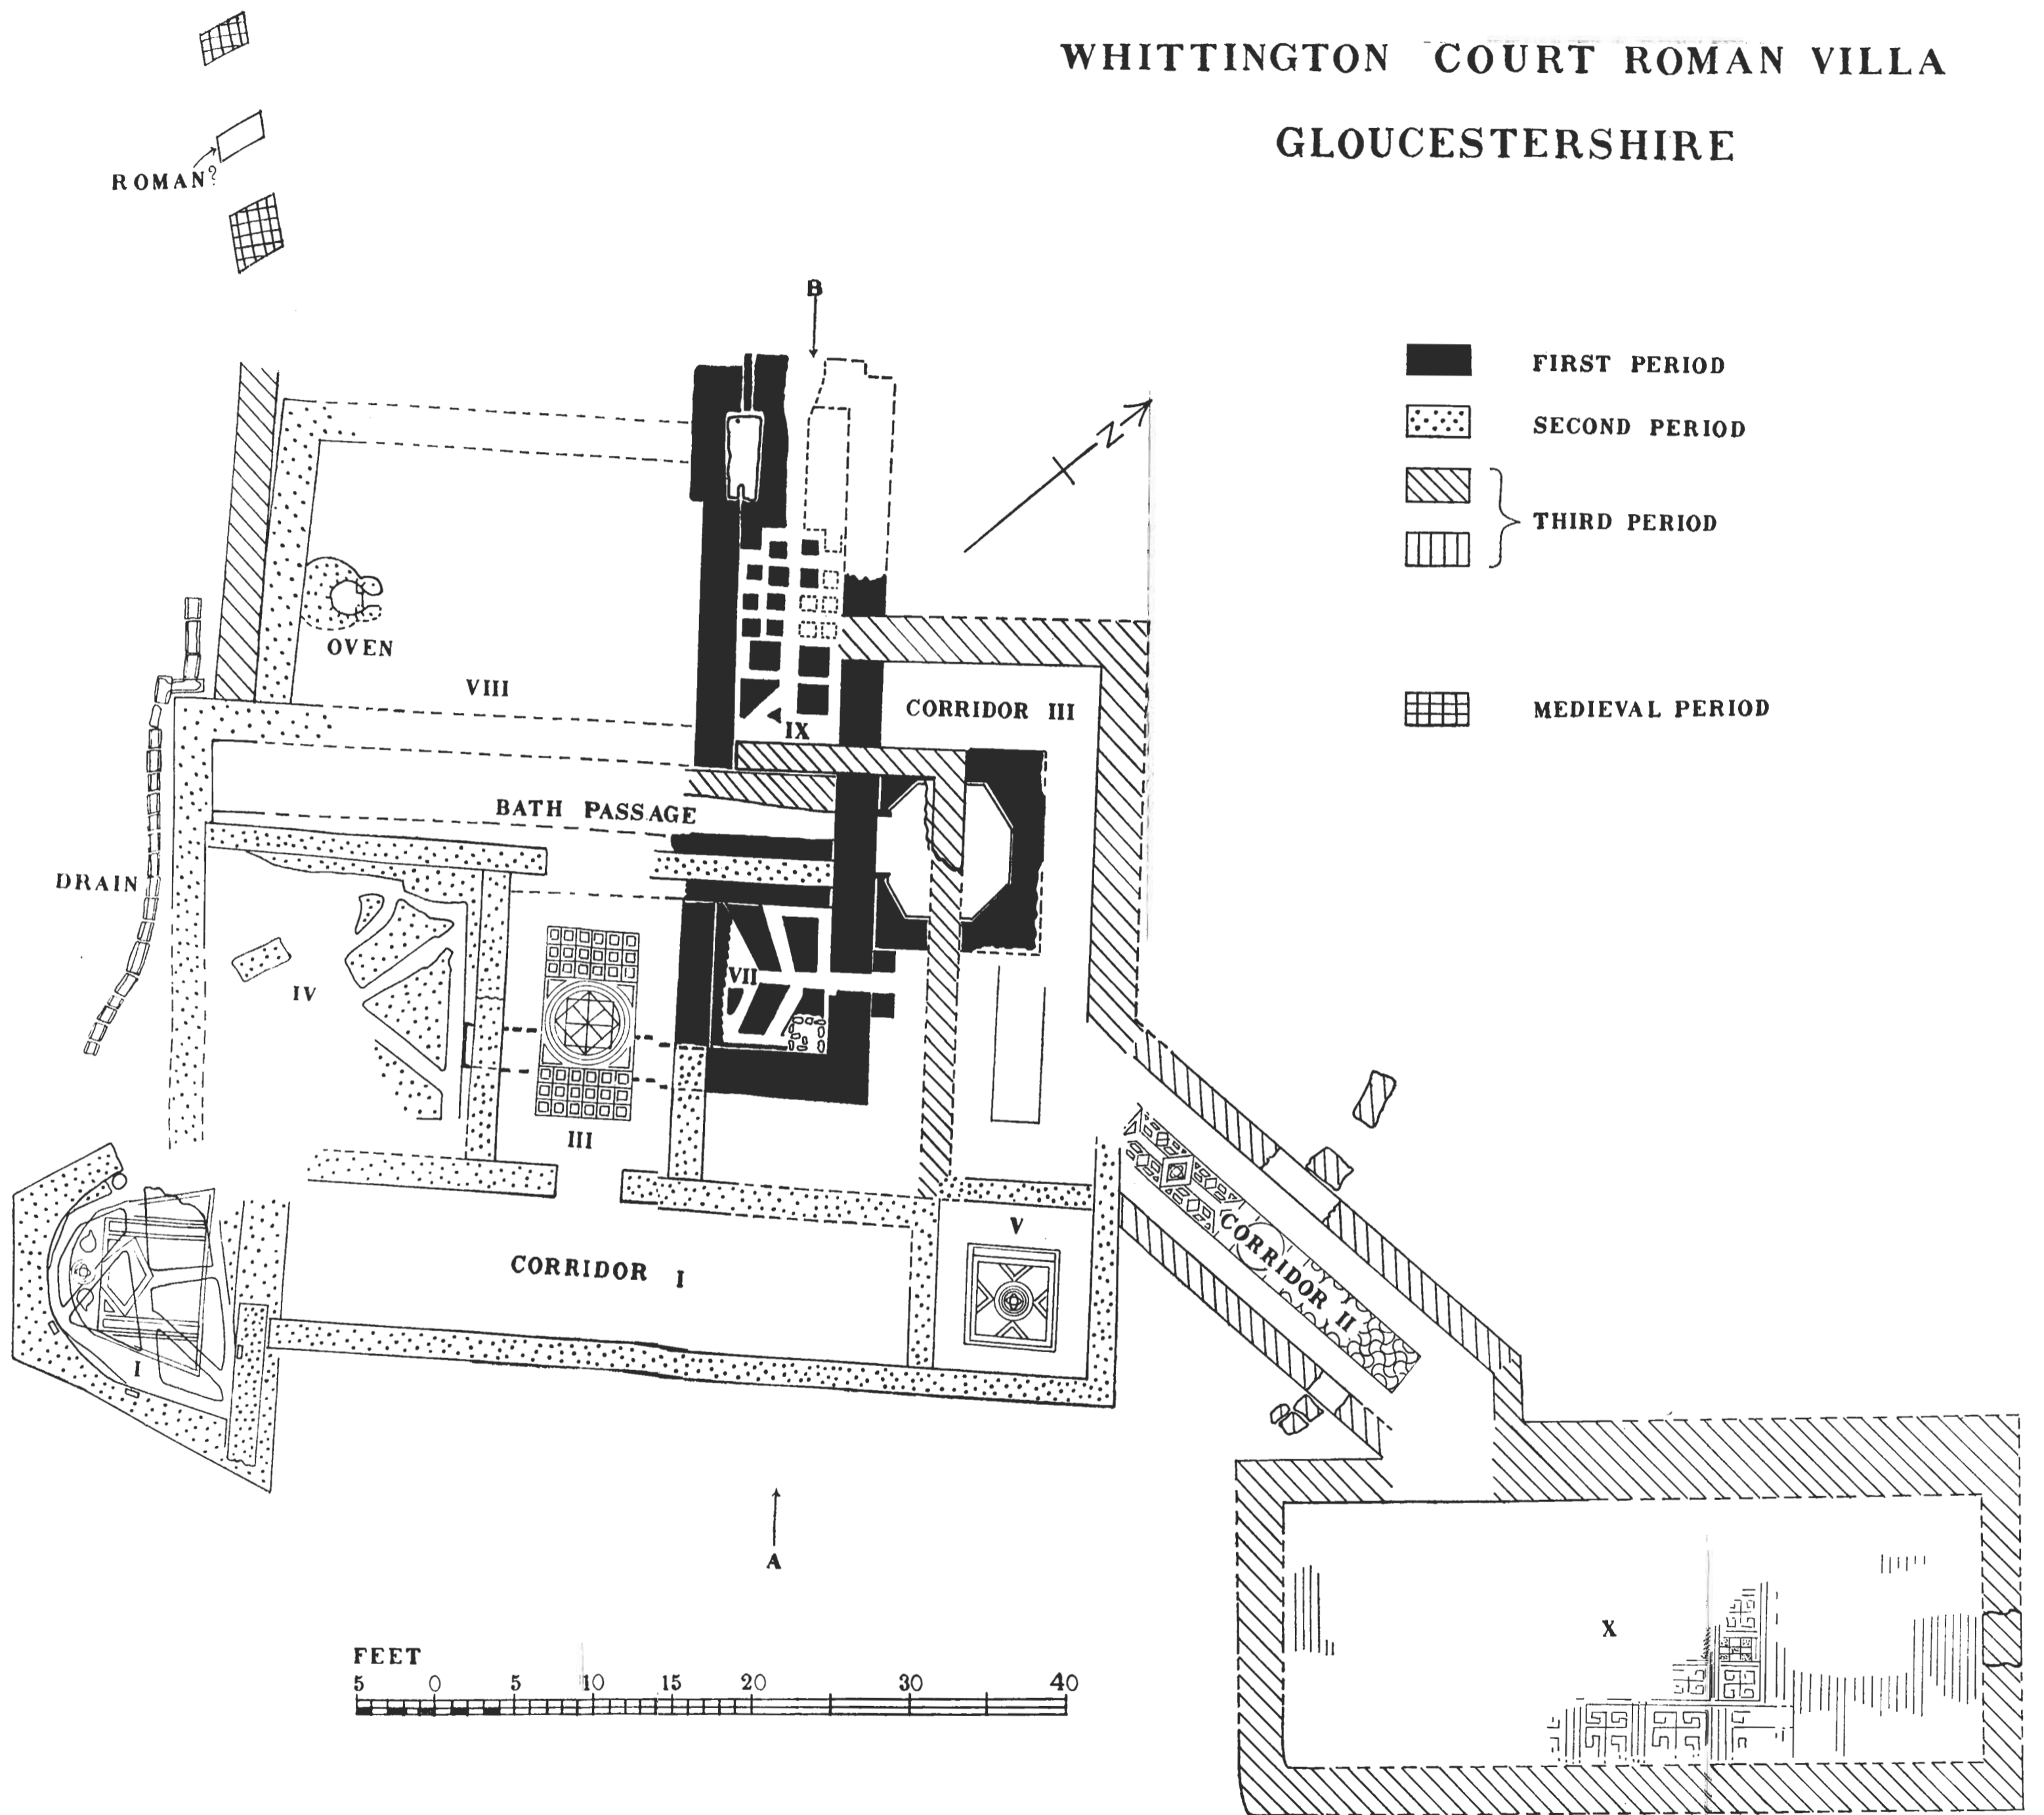 WHITTINGTON COURT ROMAN VILLA
GLOUCESTERSHIRE
ROMAN?
B
N
FIRST PERIOD
SECOND PERIOD
THIRD PERIOD
MEDIEVAL PERIOD
OVEN
VIII
IX
CORRIDOR III
BATH PASSAGE
DRAIN
IV
VII
III
V
CORRIDOR I
CORRIDOR II
I
A
X
FEET
5 0 5 10 15 20 30 40